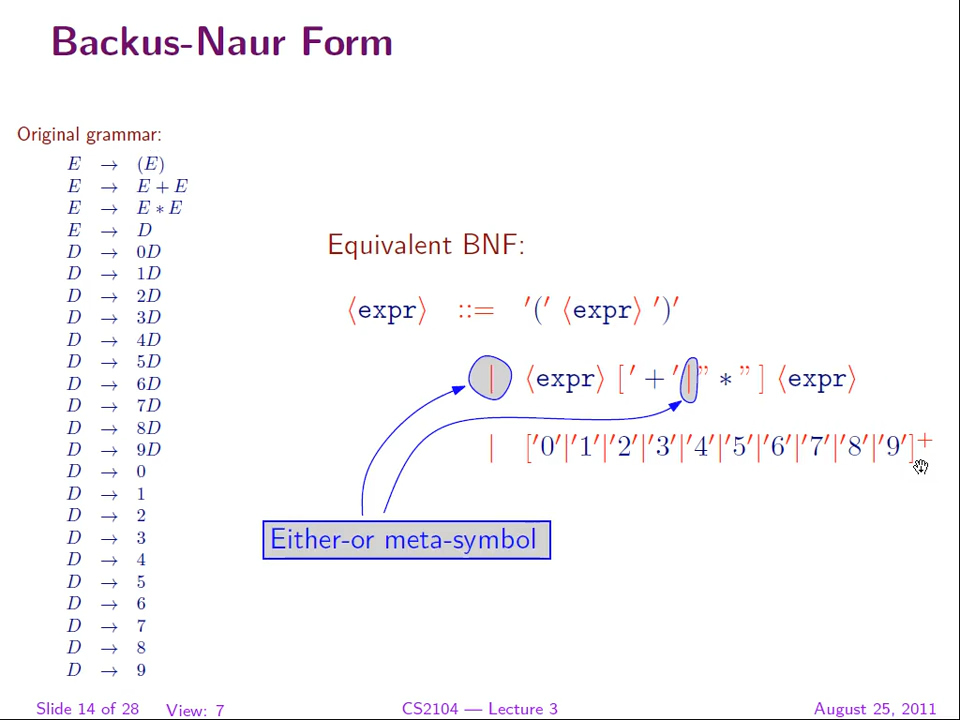 Backus-Naur Form
Original grammar:
E → (E)
E → E + E
E → E ∗ E
E → D
D → 0D
D → 1D
D → 2D
D → 3D
D → 4D
D → 5D
D → 6D
D → 7D
D → 8D
D → 9D
D → 0
D → 1
D → 2
D → 3
D → 4
D → 5
D → 6
D → 7
D → 8
D → 9
Equivalent BNF:
⟨expr⟩ ::= '(' ⟨expr⟩ ')'
| ⟨expr⟩ [ ' + ' | ” ∗ ” ] ⟨expr⟩
| ['0'|'1'|'2'|'3'|'4'|'5'|'6'|'7'|'8'|'9']+
Either-or meta-symbol
Slide 14 of 28 View: 7 CS2104 — Lecture 3 August 25, 2011